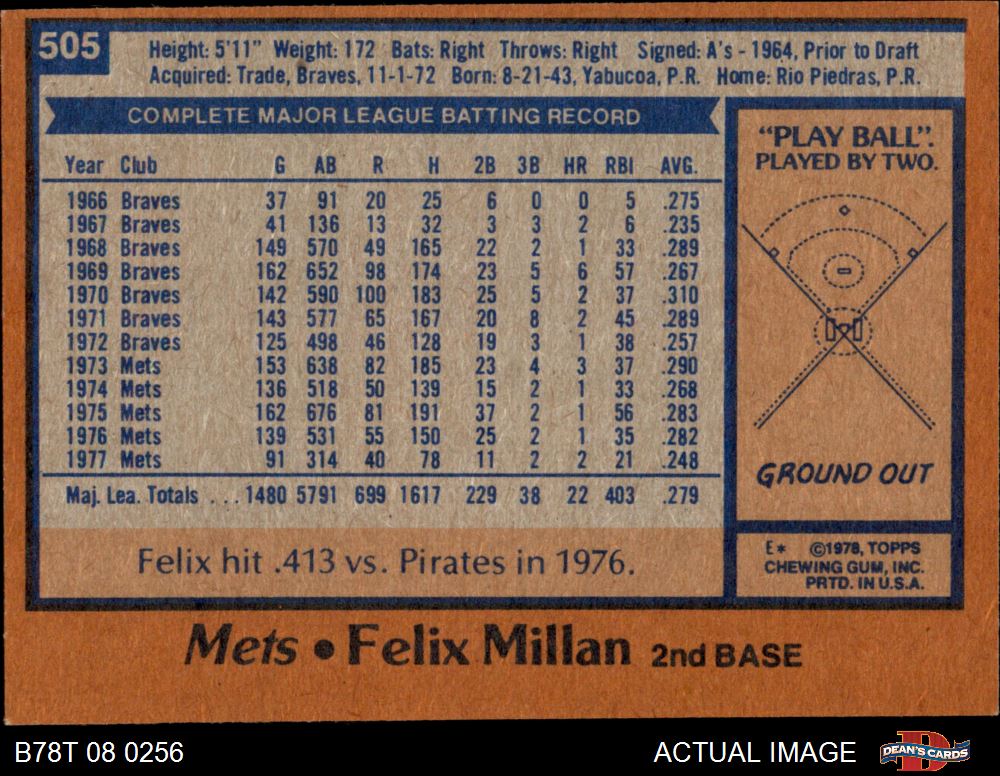 505
Height: 5'11" Weight: 172 Bats: Right Throws: Right Signed: A's - 1964, Prior to Draft
Acquired: Trade, Braves, 11-1-72 Born: 8-21-43, Yabucoa, P.R. Home: Rio Piedras, P.R.
COMPLETE MAJOR LEAGUE BATTING RECORD
Year Club G AB R H 2B 3B HR RBI AVG.
1966 Braves 37 91 20 25 6 0 0 5 .275
1967 Braves 41 136 13 32 3 3 2 6 .235
1968 Braves 149 570 49 165 22 2 1 33 .289
1969 Braves 162 652 98 174 23 5 6 57 .267
1970 Braves 142 590 100 183 25 5 2 37 .310
1971 Braves 143 577 65 167 20 8 2 45 .289
1972 Braves 125 498 46 128 19 3 1 38 .257
1973 Mets 153 638 82 185 23 4 3 37 .290
1974 Mets 136 518 50 139 15 2 1 33 .268
1975 Mets 162 676 81 191 37 2 1 56 .283
1976 Mets 139 531 55 150 25 2 1 35 .282
1977 Mets 91 314 40 78 11 2 2 21 .248
Maj. Lea. Totals ... 1480 5791 699 1617 229 38 22 403 .279
Felix hit .413 vs. Pirates in 1976.
"PLAY BALL".
PLAYED BY TWO.
GROUND OUT
E* ©1978, TOPPS
CHEWING GUM, INC.
PRTD. IN U.S.A.
Mets • Felix Millan 2nd BASE
B78T 08 0256
ACTUAL IMAGE
DEAN'S CARDS